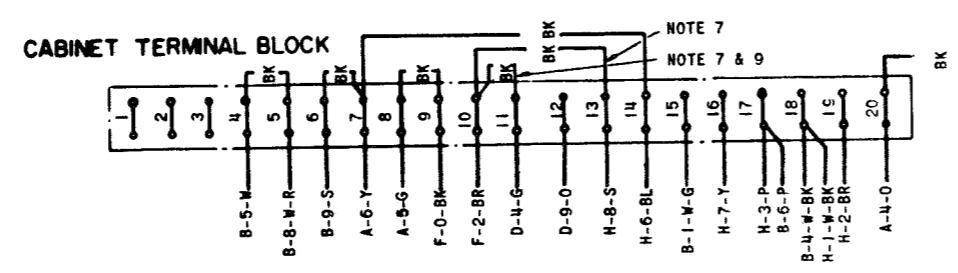 CABINET TERMINAL BLOCK
NOTE 7
NOTE 7 & 9
BK BK
BK
BK
BK
BK
BK
BK
BK
1
2
3
4
5
6
7
8
9
10
11
12
13
14
15
16
17
18
19
20
B-5-W
B-8-W-R
B-9-S
A-6-Y
A-5-G
F-0-BK
F-2-BR
D-4-G
D-9-O
H-8-S
H-6-BL
B-1-W-G
H-7-Y
H-3-P
B-6-P
B-4-W-BK
H-1-W-BK
H-2-BR
A-4-O